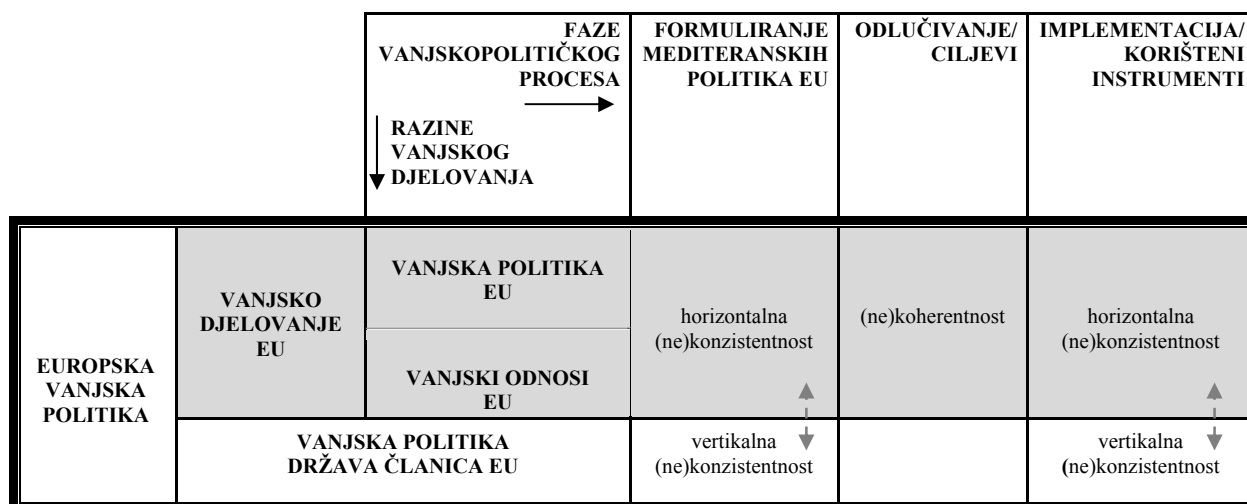 FAZE
VANJSKOPOLITIČKOG
PROCESA
RAZINE
VANJSKOG
DJELOVANJA
FORMULIRANJE
MEDITERANSKIH
POLITIKA EU
ODLUČIVANJE/
CILJEVI
IMPLEMENTACIJA/
KORIŠTENI
INSTRUMENTI
EUROPSKA
VANJSKA
POLITIKA
VANJSKO
DJELOVANJE
EU
VANJSKA POLITIKA
EU
VANJSKI ODNOSI
EU
horizontalna
(ne)konzistentnost
(ne)koherentnost
horizontalna
(ne)konzistentnost
VANJSKA POLITIKA
DRŽAVA ČLANICA EU
vertikalna
(ne)konzistentnost
vertikalna
(ne)konzistentnost